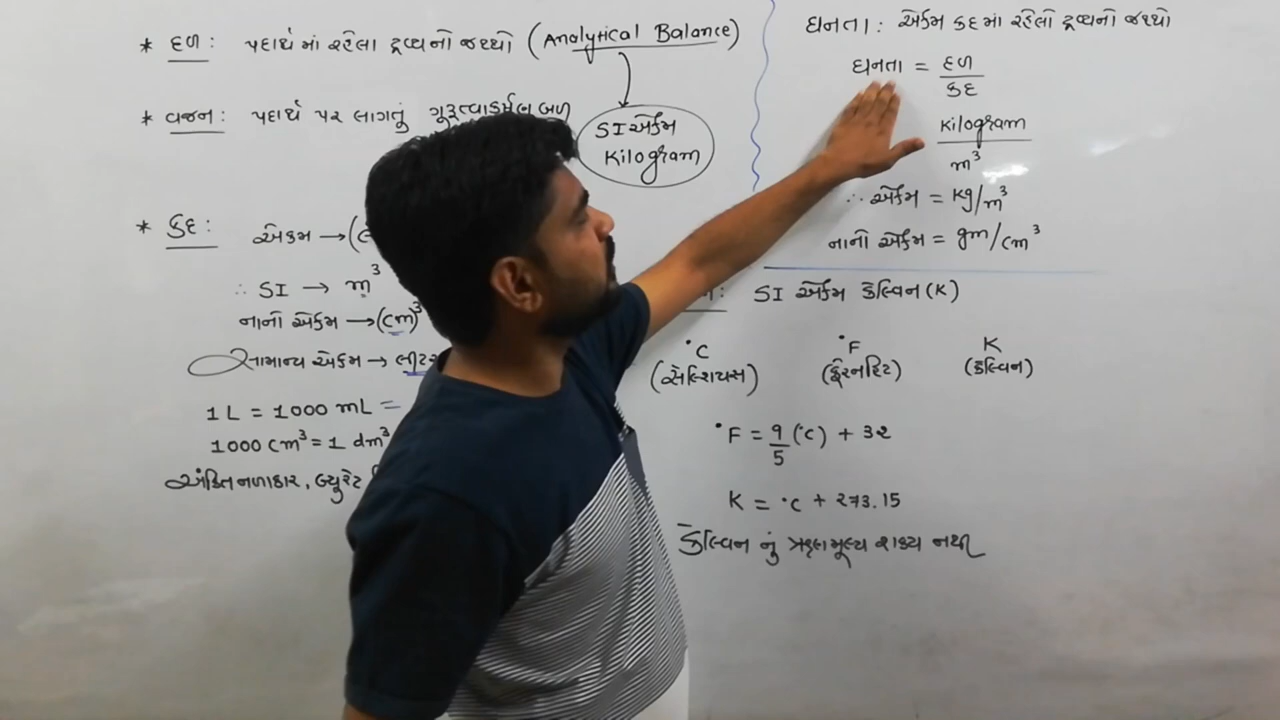 * દળ: પદાર્થમાં રહેલા દ્રવ્યનો જથ્થો (Analytical Balance)
SI એકમ
Kilogram
* વજન: પદાર્થ પર લાગતું ગુરુત્વાકર્ષણ બળ
* કદ: એકમ →
∴ SI → m³
નાનો એકમ → (cm)³
સામાન્ય એકમ → લીટર
1 L = 1000 mL =
1000 cm³ = 1 dm³
અંકિત નળાકાર, બ્યુરેટ
ઘનતા: એકમ કદમાં રહેલો દ્રવ્યનો જથ્થો
ઘનતા = દળ / કદ
Kilogram / m³
∴ એકમ = Kg/m³
નાનો એકમ = gm/cm³
SI એકમ કેલ્વિન (K)
°C °F K
(સેલ્શિયસ) (ફેરનહિટ) (કેલ્વિન)
°F = 9/5 (°C) + 32
K = °C + 273.15
કેલ્વિન નું ઋણમૂલ્ય શક્ય નથી